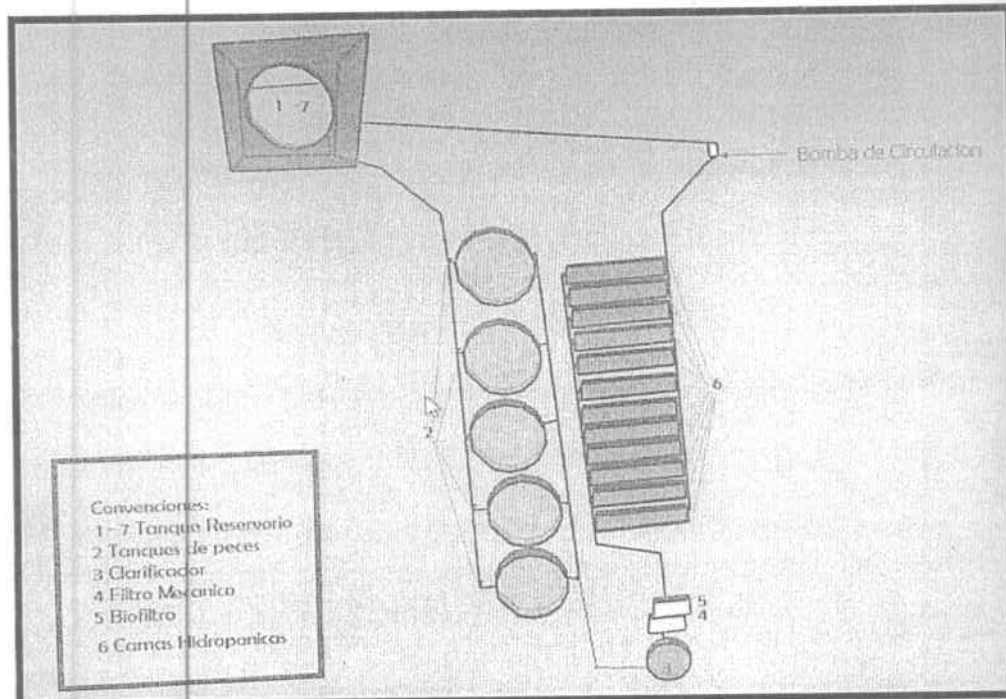 1 -7
Bomba de Circulacion
6
2
Convenciones:
1 - 7 Tanque Reservorio
2 Tanques de peces
3 Clarificador
4 Filtro Mecanico
5 Biofiltro
6 Camas Hidroponicas
5
4
3